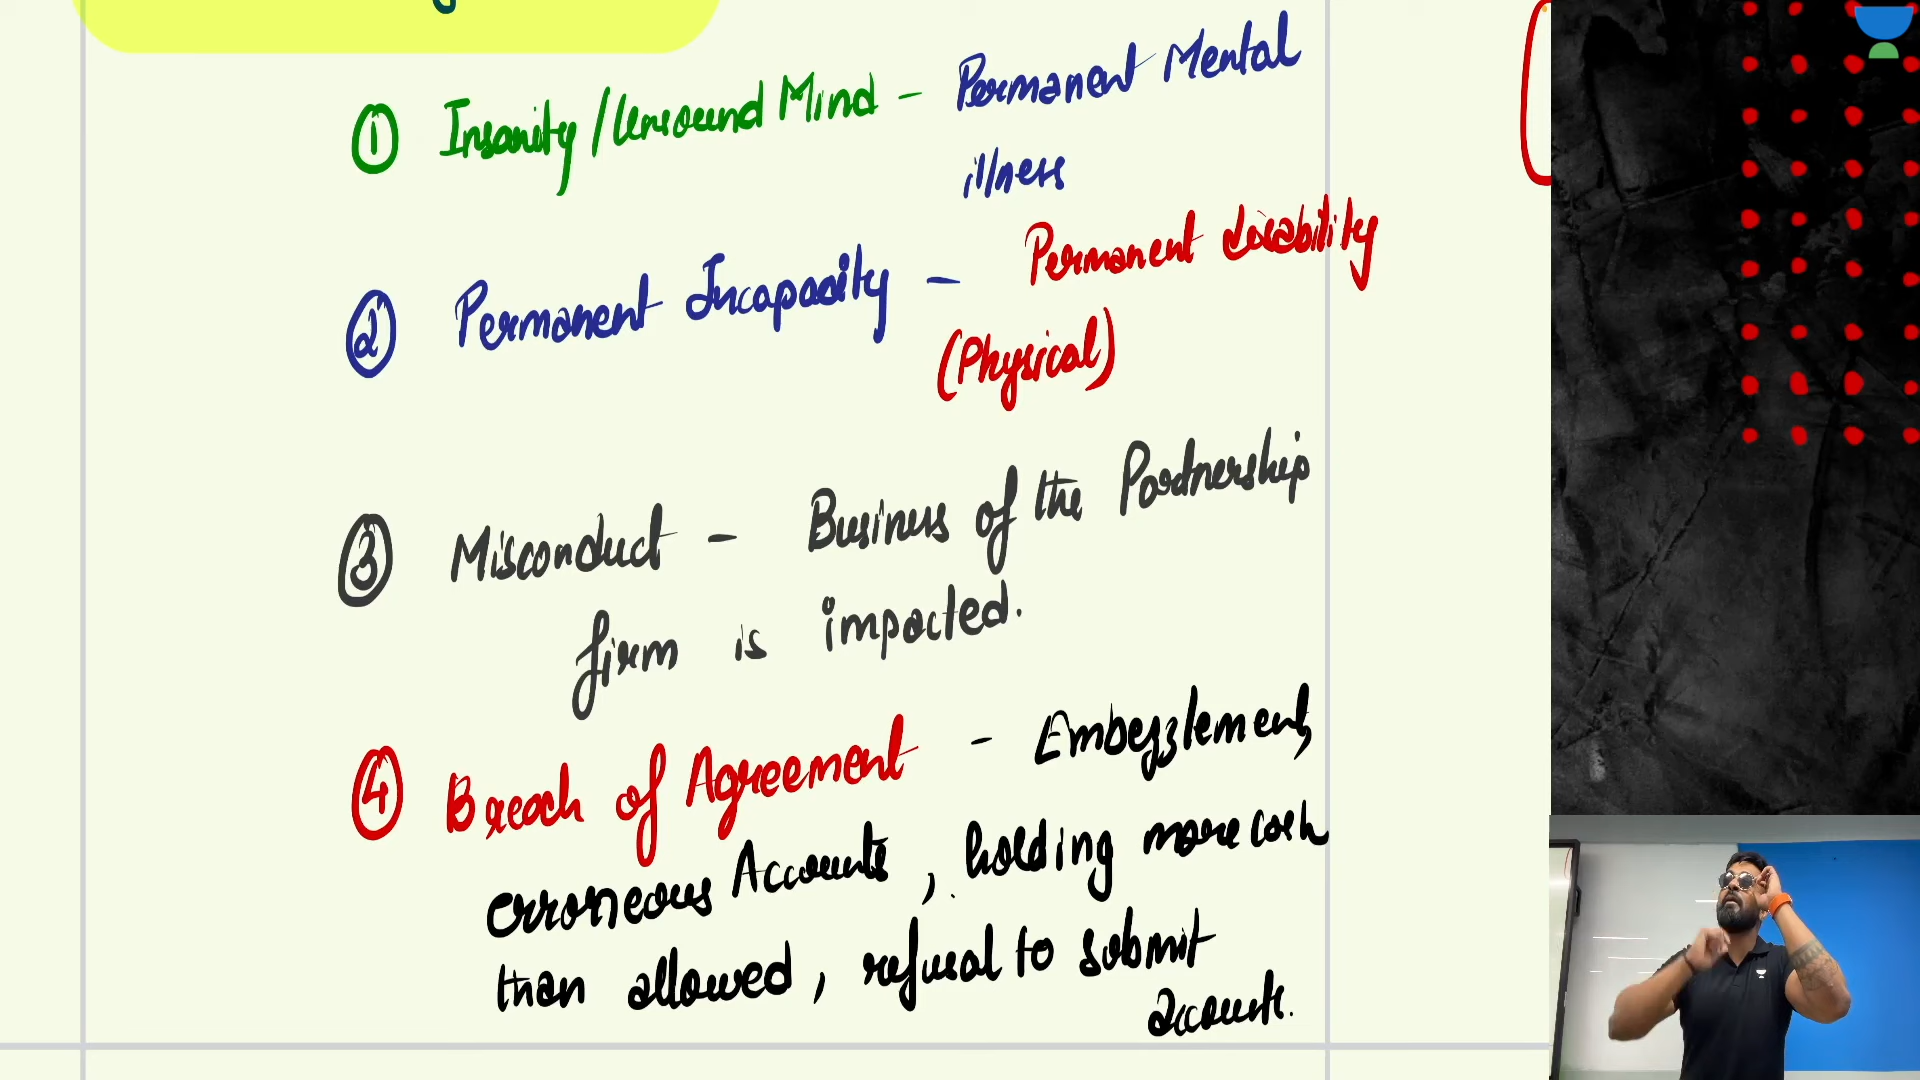 ① Insanity/Unsound Mind - Permanent Mental
illness
② Permanent Incapacity - Permanent disability
(Physical)
③ Misconduct - Business of the Partnership
firm is impacted.
④ Breach of Agreement - Embezzlement,
erroneous Accounts, holding more cash
than allowed, refusal to submit
accounts.